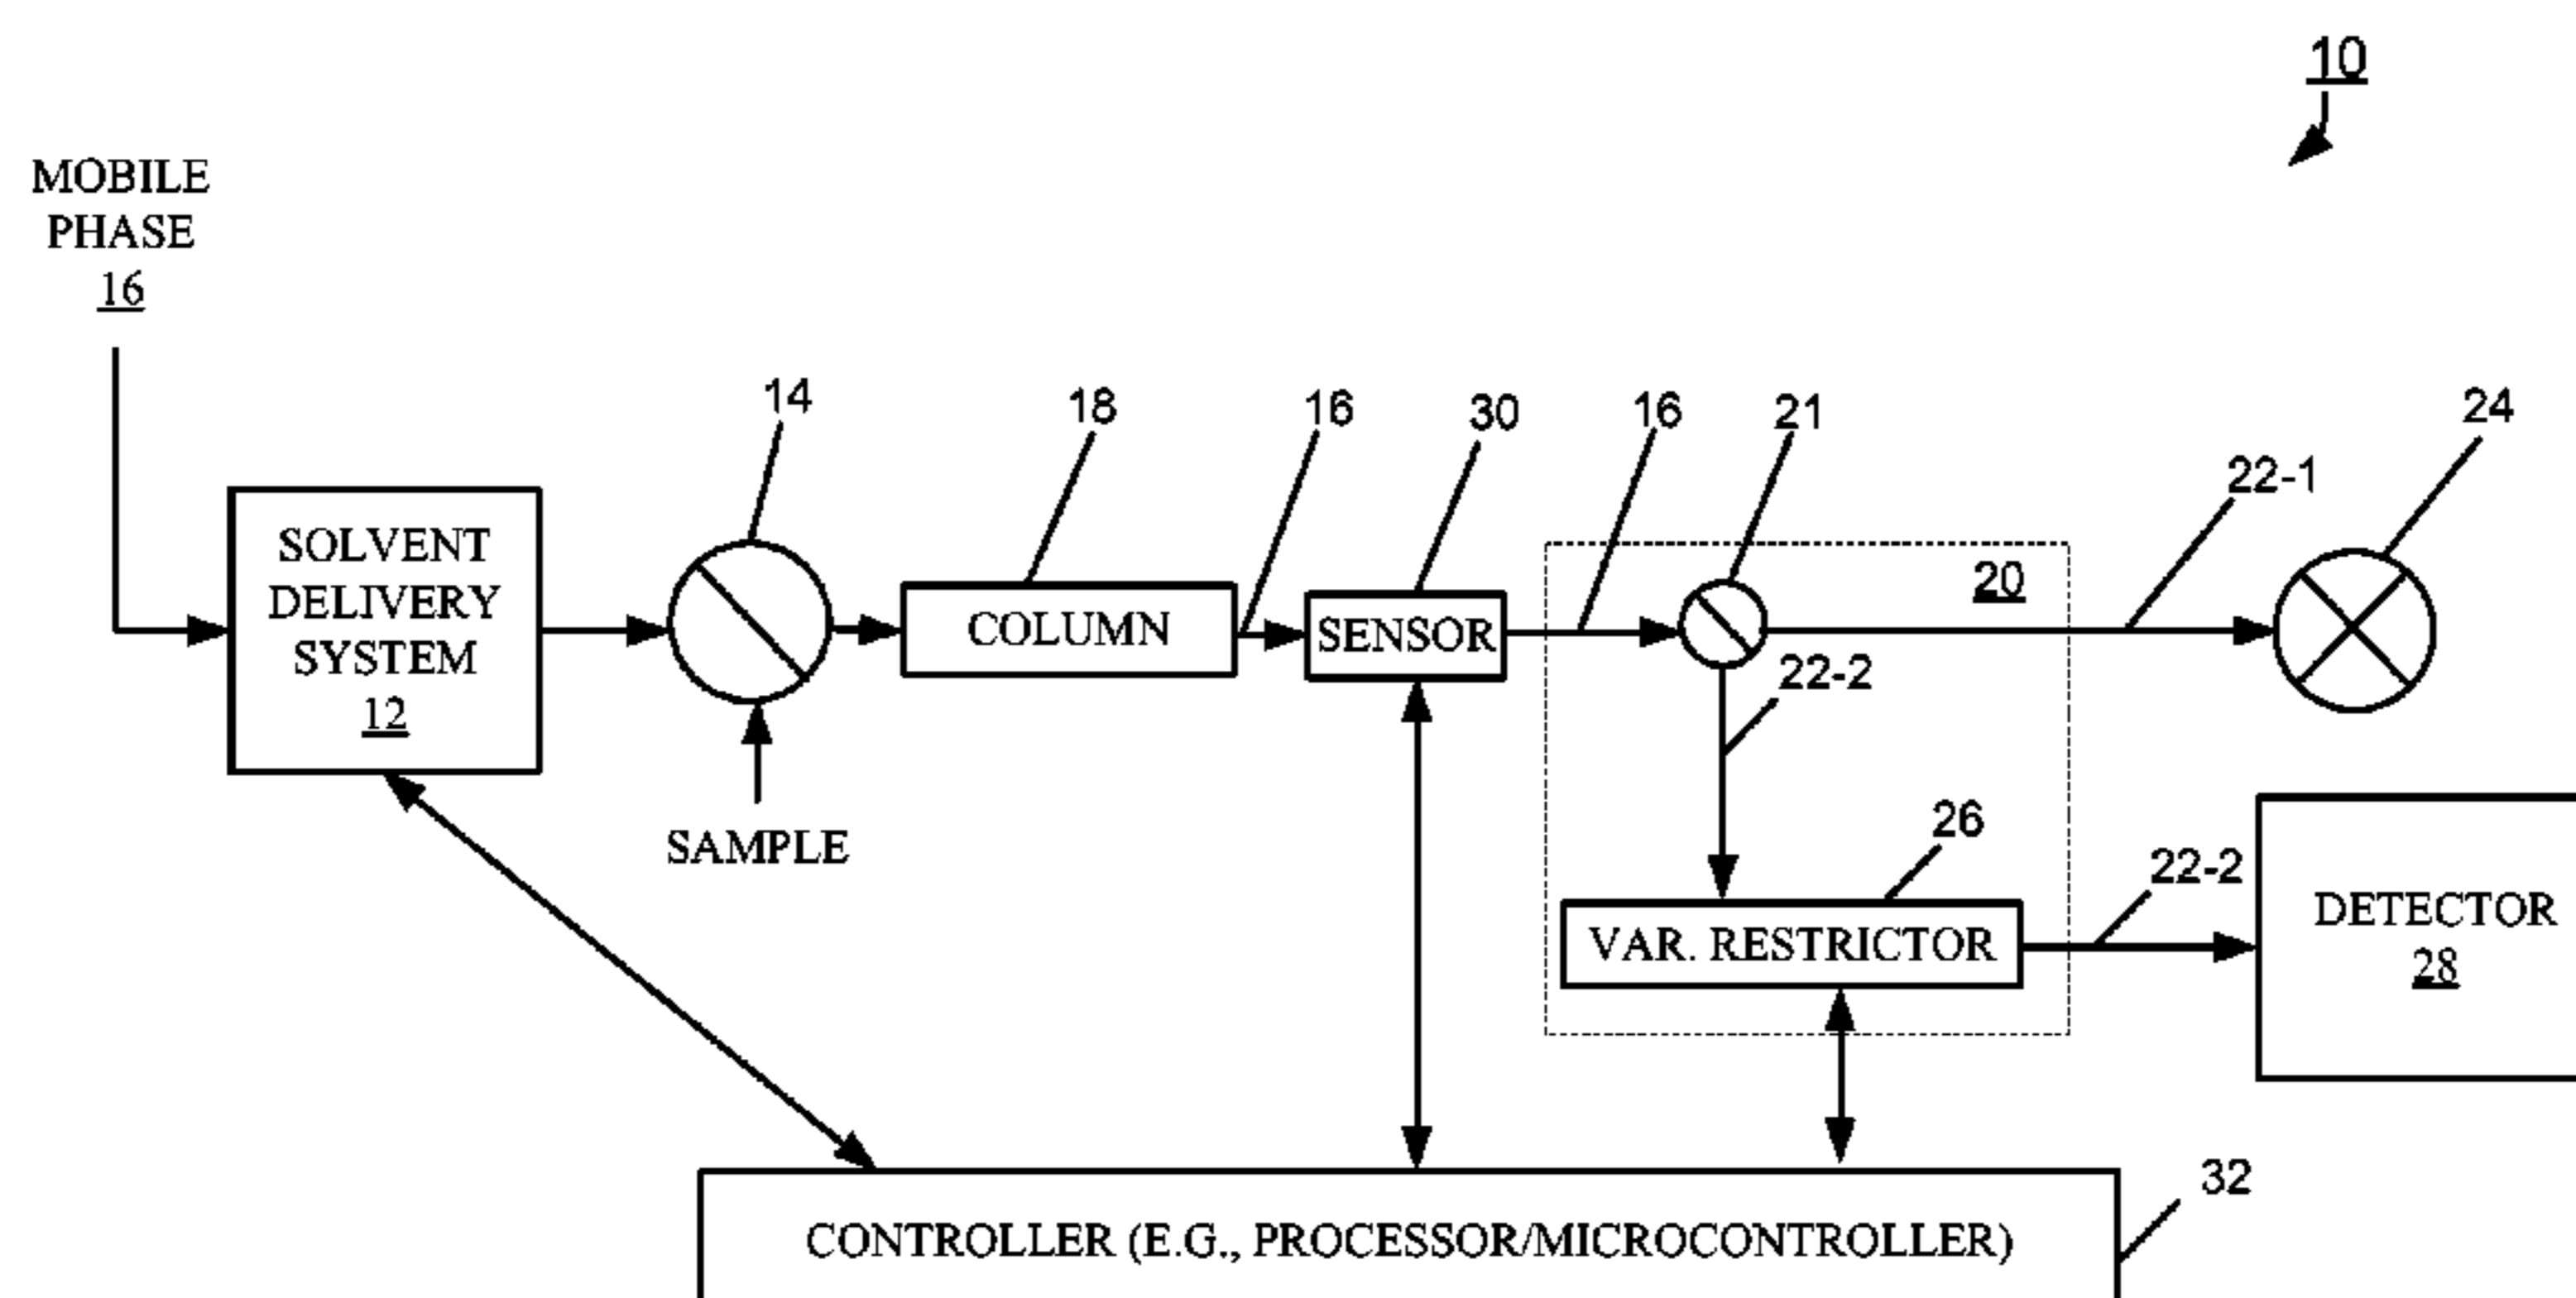 10
MOBILE
PHASE
16
14
18
16
30
16
21
24
22-1
SOLVENT
DELIVERY
SYSTEM
12
COLUMN
SENSOR
20
22-2
SAMPLE
26
22-2
VAR. RESTRICTOR
DETECTOR
28
32
CONTROLLER (E.G., PROCESSOR/MICROCONTROLLER)